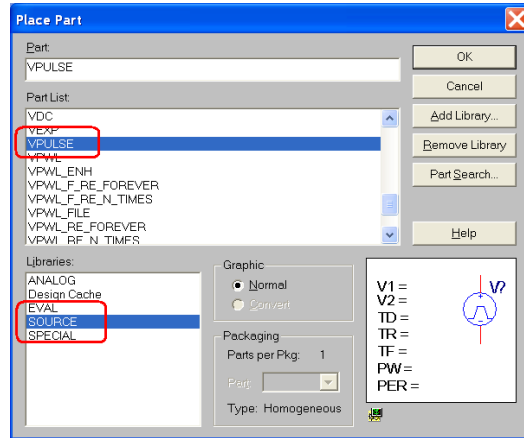 Place Part
Part:
VPULSE
Part List:
VDC
VEXP
VPULSE
VPWL
VPWL_ENH
VPWL_F_RE_FOREVER
VPWL_F_RE_N_TIMES
VPWL_FILE
VPWL_RE_FOREVER
VPWL_RE_N_TIMES
OK
Cancel
Add Library...
Remove Library
Part Search...
Help
Libraries:
ANALOG
Design Cache
EVAL
SOURCE
SPECIAL
Graphic
Normal
Convert
Packaging
Parts per Pkg: 1
Part:
Type: Homogeneous
V1 =
V2 =
TD =
TR =
TF =
PW =
PER =
V?